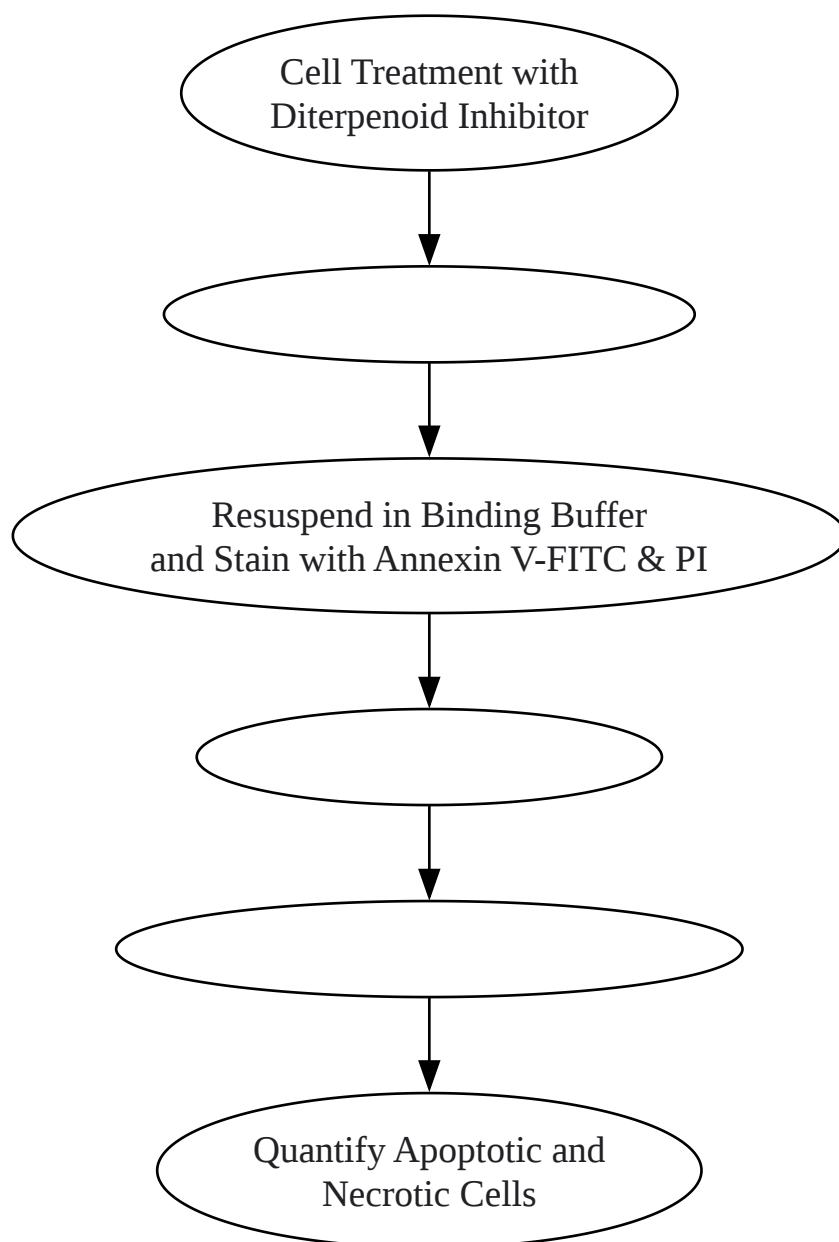 Cell Treatment with
Diterpenoid Inhibitor
Resuspend in Binding Buffer
and Stain with Annexin V-FITC & PI
Quantify Apoptotic and
Necrotic Cells